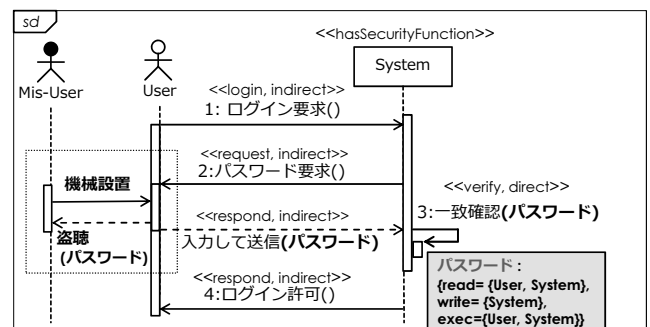 sd
<<hasSecurityFunction>>
Mis-User
User
System
<<login, indirect>>
1: ログイン要求()
<<request, indirect>>
2:パスワード要求()
機械設置
<<verify, direct>>
3:一致確認(パスワード)
<<respond, indirect>>
入力して送信(パスワード)
盗聴
(パスワード)
パスワード :
{read= {User, System},
write= {System},
exec={User, System}}
<<respond, indirect>>
4:ログイン許可()